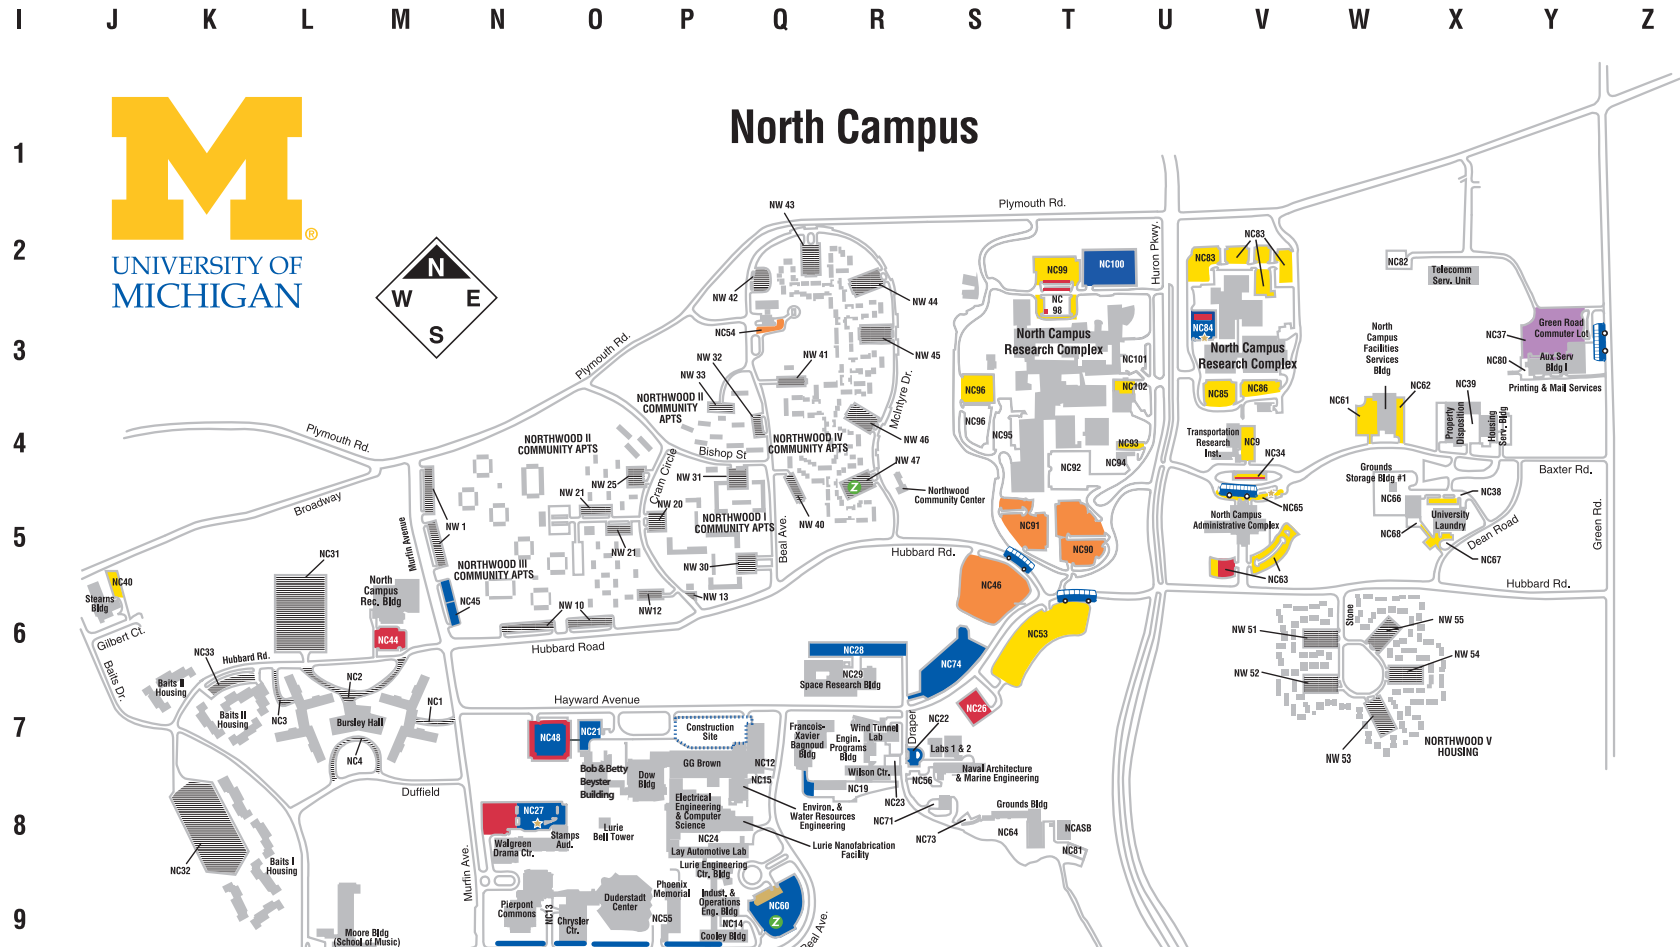 I J K L M N O P Q R S T U V W X Y Z
1
2
3
4
5
6
7
8
9
North Campus
®
UNIVERSITY OF
MICHIGAN
N
W E
S
Plymouth Rd.
NW 43
NW 42
NW 44
NC54
NW 45
NW 41
NW 32
NW 33
NORTHWOOD II
COMMUNITY
APTS
Plymouth Rd.
McIntyre Dr.
NW 46
NORTHWOOD IV
COMMUNITY APTS
NW 47
Z
Northwood
Community Center
Bishop St
NW 31
NW 40
NORTHWOOD I
COMMUNITY APTS
Beal Ave.
NW 30
NW 13
NW12
NW 20
Cram Circle
NW 25
NW 21
NW 21
NORTHWOOD II
COMMUNITY APTS
NORTHWOOD III
COMMUNITY APTS
NW 10
NW 1
Plymouth Rd.
Broadway
Murfin Avenue
NC45
NC31
North
Campus
Rec. Bldg
NC44
NC40
Stearns
Bldg
Gilbert Ct.
Baits Dr.
NC33
Hubbard Rd.
Hubbard Road
Baits II
Housing
Baits II
Housing
NC3
NC2
Bursley Hall
NC1
NC4
Duffield
NC32
Baits I
Housing
Moore Bldg
(School of Music)
Murfin Ave.
Hayward Avenue
NC48
NC21
Construction
Site
Bob & Betty
Beyster
Building
Dow
Bldg
GG Brown
NC12
NC15
Electrical
Engineering
& Computer
Science
NC24
Lay Automotive Lab
Lurie Engineering
Ctr. Bldg
NC27
Walgreen
Drama Ctr.
Stamps
Aud.
Lurie
Bell Tower
Pierpont
Commons
NC13
Chrysler
Ctr.
Duderstadt
Center
Phoenix
Memorial
NC55
Indust. &
Operations
Eng. Bldg
NC14
Cooley Bldg
NC60
Z
Beal Ave.
Francois-
Xavier
Bagnoud
Bldg
Wind Tunnel
Lab
Engin.
Programs
Bldg
Wilson Ctr.
NC19
NC23
Environ. &
Water Resources
Engineering
Lurie Nanofabrication
Facility
NC28
NC29
Space Research Bldg
NC74
NC26
Draper
NC22
Labs 1 & 2
Naval Architecture
& Marine Engineering
NC56
NC71
NC73
Grounds Bldg
NC64
NCASB
NC81
Hubbard Rd.
NC46
NC53
NC91
NC90
NC99
NC100
NC
98
North Campus
Research Complex
NC101
NC102
NC96
NC96
NC95
NC92
NC93
NC94
Huron Pkwy.
NC83
NC83
NC84
North Campus
Research Complex
NC85
NC86
Transportation
Research
Inst.
NC9
NC34
NC65
North Campus
Administrative Complex
NC63
NC82
Telecomm
Serv. Unit
North
Campus
Facilities
Services
Bldg
NC61
NC62
NC39
Property
Disposition
Housing
Serv. Bldg
NC37
Green Road
Commuter Lot
NC80
Aux Serv
Bldg I
Printing & Mail Services
Baxter Rd.
Grounds
Storage Bldg #1
NC66
NC38
University
Laundry
NC68
NC67
Dean Road
Green Rd.
Hubbard Rd.
Stone
NW 51
NW 52
NW 53
NW 54
NW 55
NORTHWOOD V
HOUSING